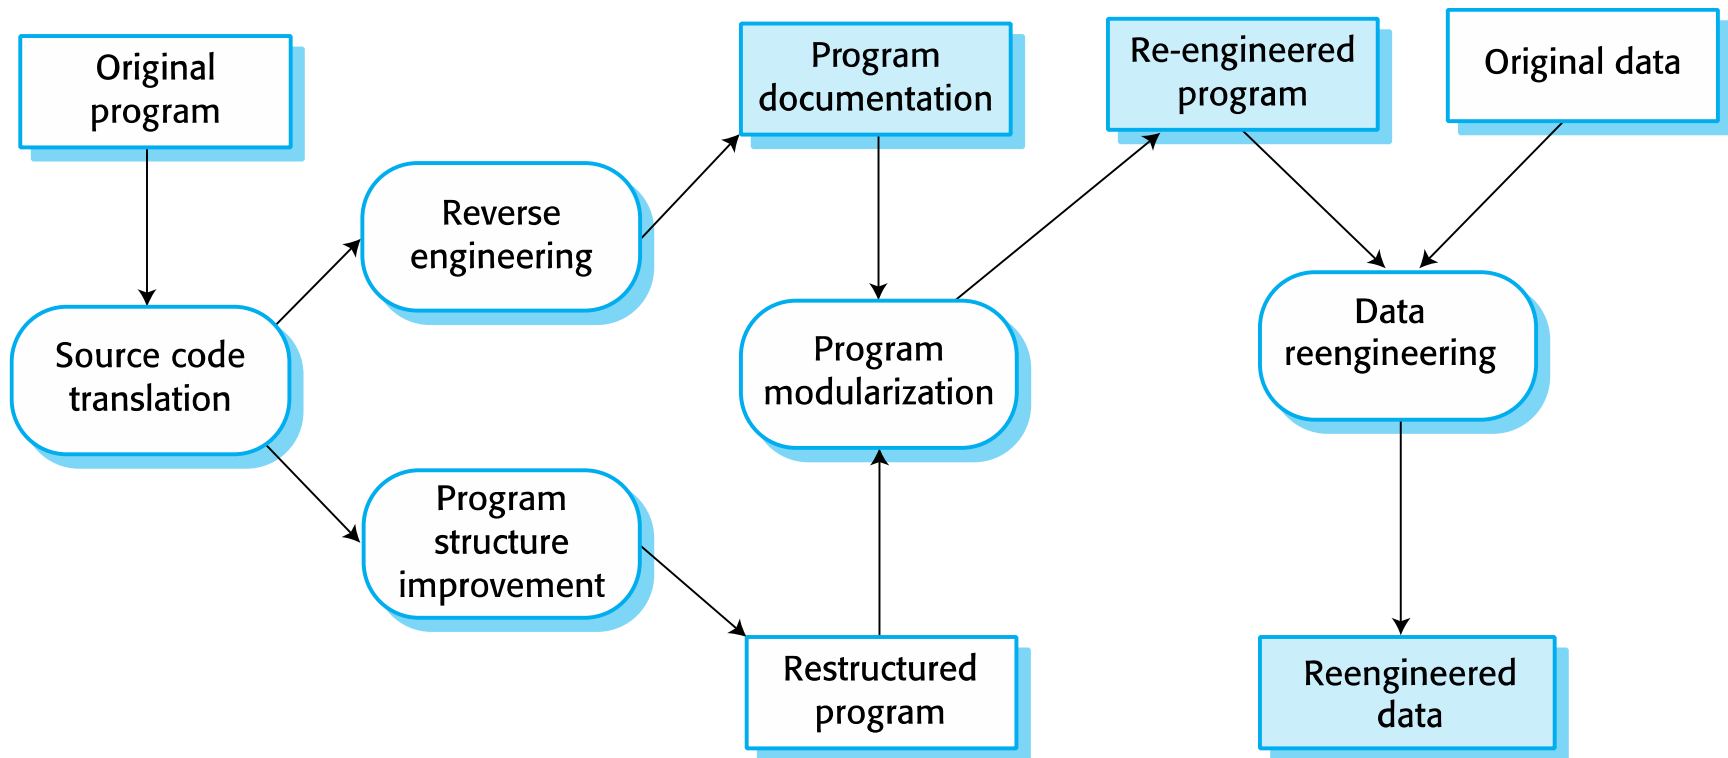 Original
program
Program
documentation
Re-engineered
program
Original data
Reverse
engineering
Source code
translation
Program
modularization
Data
reengineering
Program
structure
improvement
Restructured
program
Reengineered
data